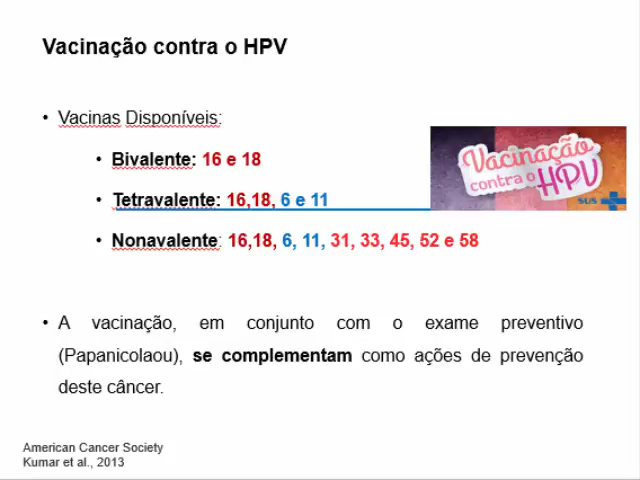 Vacinação contra o HPV
• Vacinas Disponíveis:
• Bivalente: 16 e 18
• Tetravalente: 16,18, 6 e 11
• Nonavalente: 16,18, 6, 11, 31, 33, 45, 52 e 58
Vacinação
contra o HPV
SUS
• A vacinação, em conjunto com o exame preventivo
(Papanicolaou), se complementam como ações de prevenção
deste câncer.
American Cancer Society
Kumar et al., 2013